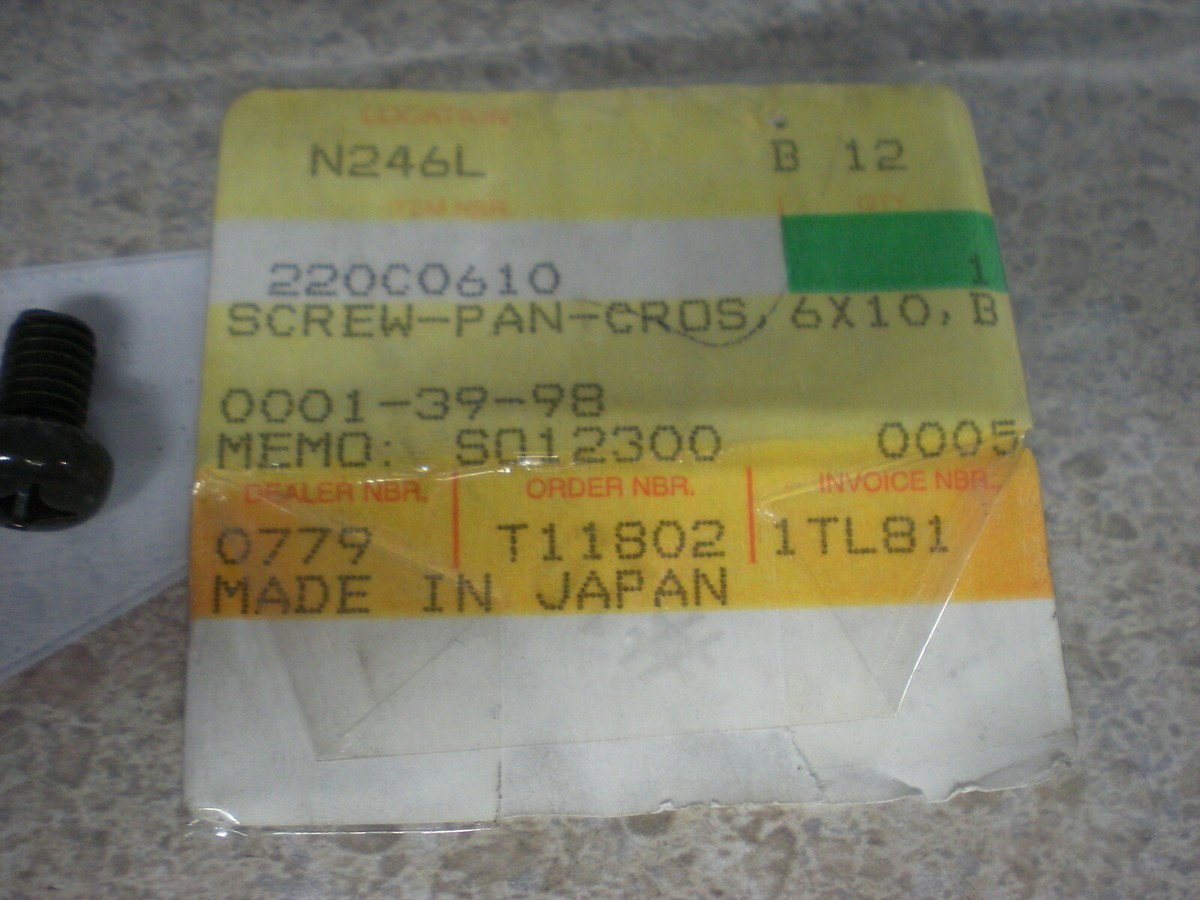 LOCATION
N246L B 12
ITEM NBR. QTY
220C0610 1
SCREW-PAN-CROS, 6X10, B
0001-39-98
MEMO: S012300 0005
DEALER NBR. ORDER NBR. INVOICE NBR.
0779 T11802 1TL81
MADE IN JAPAN